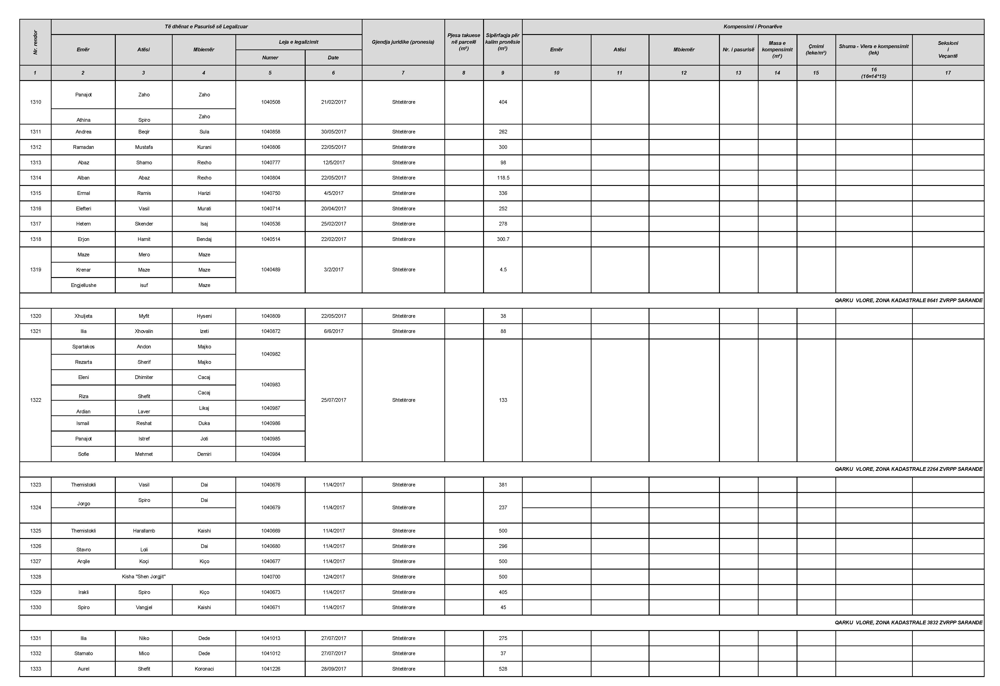 Nr. rendor
Të dhënat e Pasurisë së Legalizuar
Gjendja juridike (pronesia)
Pjesa takuese
në parcelë
(m²)
Sipërfaqja për
kalim pronësie
(m²)
Kompensimi i Pronarëve
Emër
Atësi
Mbiemër
Leja e legalizimit
Numer
Date
Emër
Atësi
Mbiemër
Nr. i pasurisë
Masa e
kompensimit
(m²)
Çmimi
(leke/m²)
Shuma - Vlera e kompensimit
(lek)
Seksioni
i
Veçantë
1 2 3 4 5 6 7 8 9 10 11 12 13 14 15 16 17
(16=14*15)
1310 Panajot Zaho Zaho 1040508 21/02/2017 Shtetërore 404
Athina Spiro Zaho
1311 Andrea Beqir Sula 1040858 30/05/2017 Shtetërore 262
1312 Ramadan Mustafa Kurani 1040806 22/05/2017 Shtetërore 300
1313 Abaz Shamo Rexho 1040777 12/5/2017 Shtetërore 98
1314 Alban Abaz Rexho 1040804 22/05/2017 Shtetërore 118.5
1315 Ermal Ramis Harizi 1040750 4/5/2017 Shtetërore 336
1316 Elefteri Vasil Murati 1040714 20/04/2017 Shtetërore 252
1317 Hetem Skender Isaj 1040536 25/02/2017 Shtetërore 278
1318 Erjon Hamit Bendaj 1040514 22/02/2017 Shtetërore 300.7
Maze Mero Maze
1319 Krenar Maze Maze 1040489 3/2/2017 Shtetërore 4.5
Engjellushe isuf Maze
QARKU VLORE, ZONA KADASTRALE 8641 ZVRPP SARANDE
1320 Xhuljeta Myfit Hyseni 1040809 22/05/2017 Shtetërore 38
1321 Ilia Xhovalin Izeti 1040872 6/6/2017 Shtetërore 88
1322 Spartakos Andon Majko 1040982 25/07/2017 Shtetërore 133
Rezarta Sherif Majko
Eleni Dhimiter Cacaj 1040983
Riza Shefit Cacaj
Ardian Laver Likaj 1040987
Ismail Reshat Duka 1040986
Panajot Istref Joti 1040985
Sofie Mehmet Demiri 1040984
QARKU VLORE, ZONA KADASTRALE 2264 ZVRPP SARANDE
1323 Themistokli Vasil Dai 1040676 11/4/2017 Shtetërore 381
1324 Jorgo Spiro Dai 1040679 11/4/2017 Shtetërore 237
1325 Themistokli Harallamb Kaishi 1040669 11/4/2017 Shtetërore 500
1326 Stavro Loli Dai 1040680 11/4/2017 Shtetërore 296
1327 Arqile Koçi Kiço 1040677 11/4/2017 Shtetërore 500
1328 Kisha "Shen Jorgjit" 1040700 12/4/2017 Shtetërore 500
1329 Irakli Spiro Kiço 1040673 11/4/2017 Shtetërore 405
1330 Spiro Vangjel Kaishi 1040671 11/4/2017 Shtetërore 45
QARKU VLORE, ZONA KADASTRALE 3832 ZVRPP SARANDE
1331 Ilia Niko Dede 1041013 27/07/2017 Shtetërore 275
1332 Stamato Mico Dede 1041012 27/07/2017 Shtetërore 37
1333 Aurel Shefit Koronaci 1041226 28/09/2017 Shtetërore 528